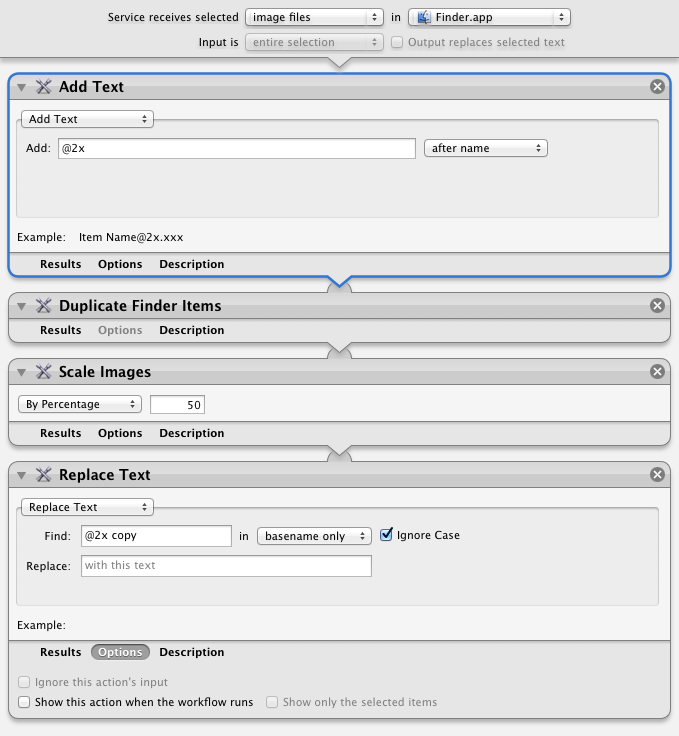 Service receives selected image files in Finder.app
Input is entire selection Output replaces selected text
Add Text
Add Text
Add: @2x after name
Example: Item Name@2x.xxx
Results Options Description
Duplicate Finder Items
Results Options Description
Scale Images
By Percentage 50
Results Options Description
Replace Text
Replace Text
Find: @2x copy in basename only Ignore Case
Replace: with this text
Example:
Results Options Description
Ignore this action's input
Show this action when the workflow runs Show only the selected items